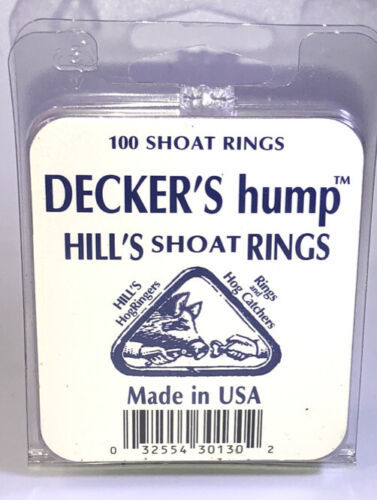 100 SHOAT RINGS
DECKER'S hump™
HILL'S SHOAT RINGS
HILL'S
HogRingers
Rings
and
Hog Catchers
Made in USA
0 32554 30130 2